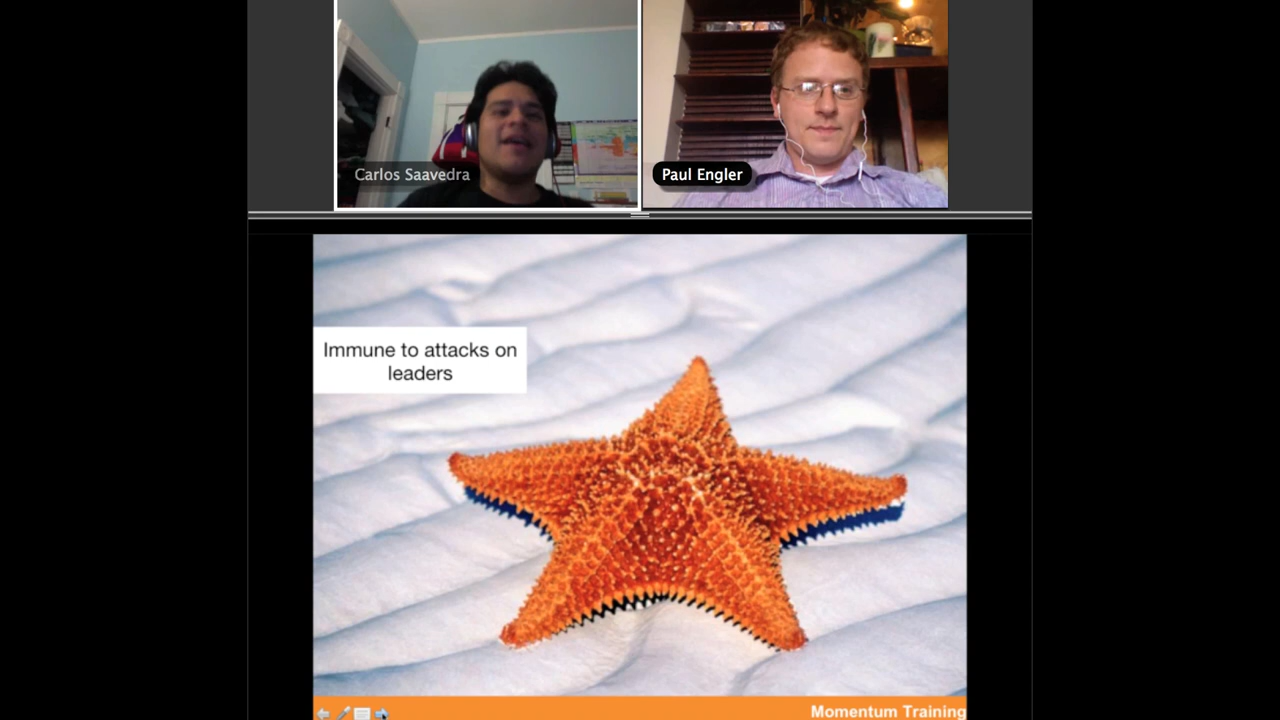 Carlos Saavedra
Paul Engler
Immune to attacks on
leaders
Momentum Training